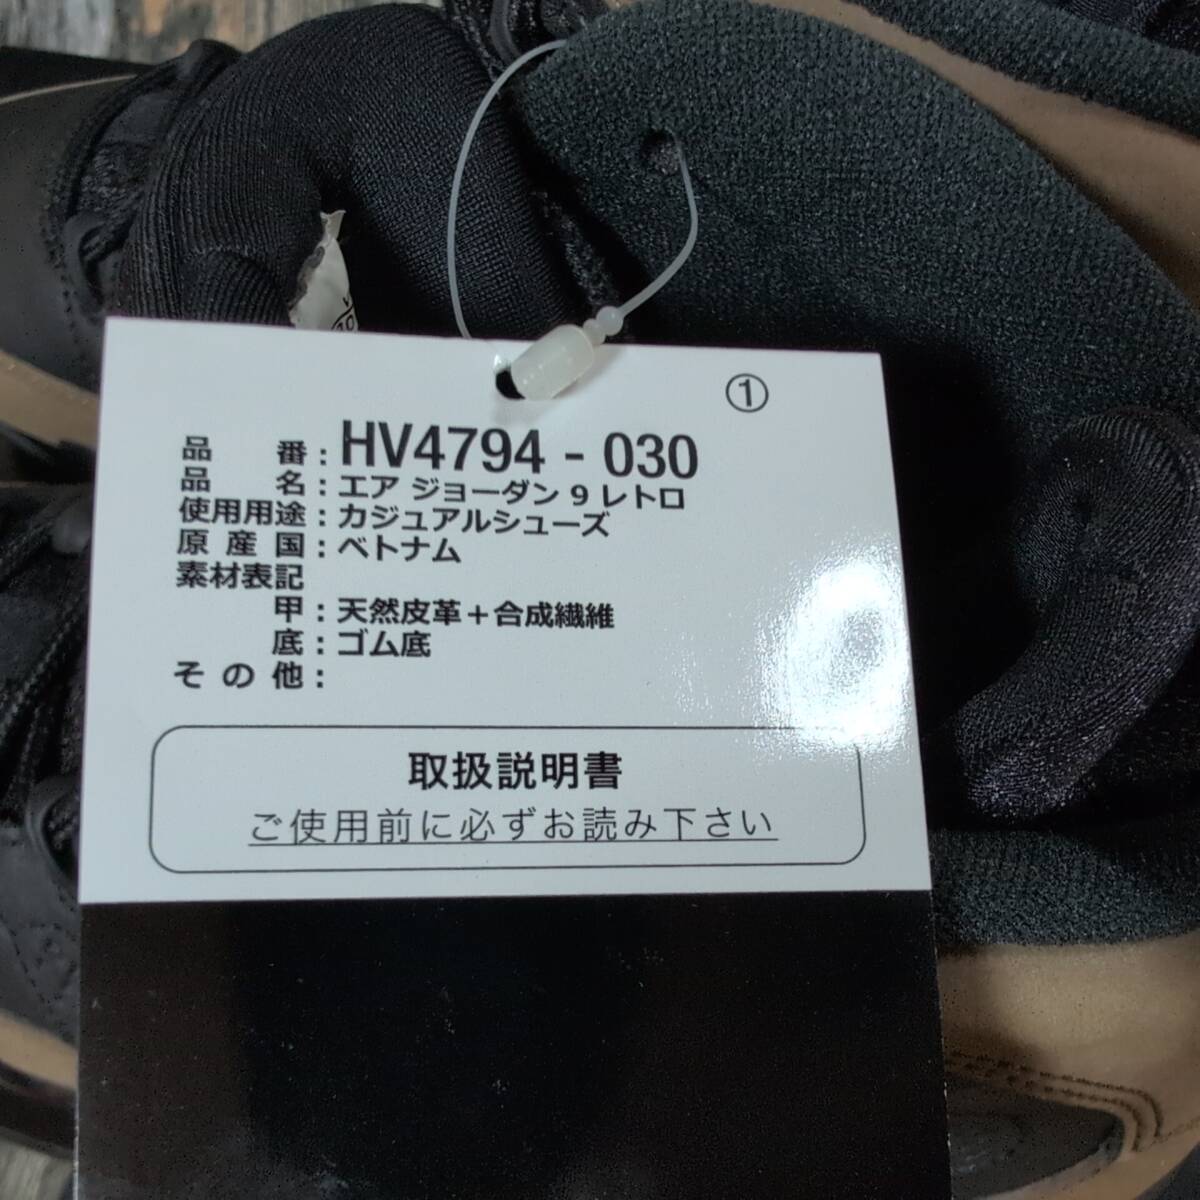 ①
品番：HV4794 - 030
品名：エア ジョーダン 9 レトロ
使用用途：カジュアルシューズ
原産国：ベトナム
素材表記
甲：天然皮革＋合成繊維
底：ゴム底
その他：
取扱説明書
ご使用前に必ずお読み下さい